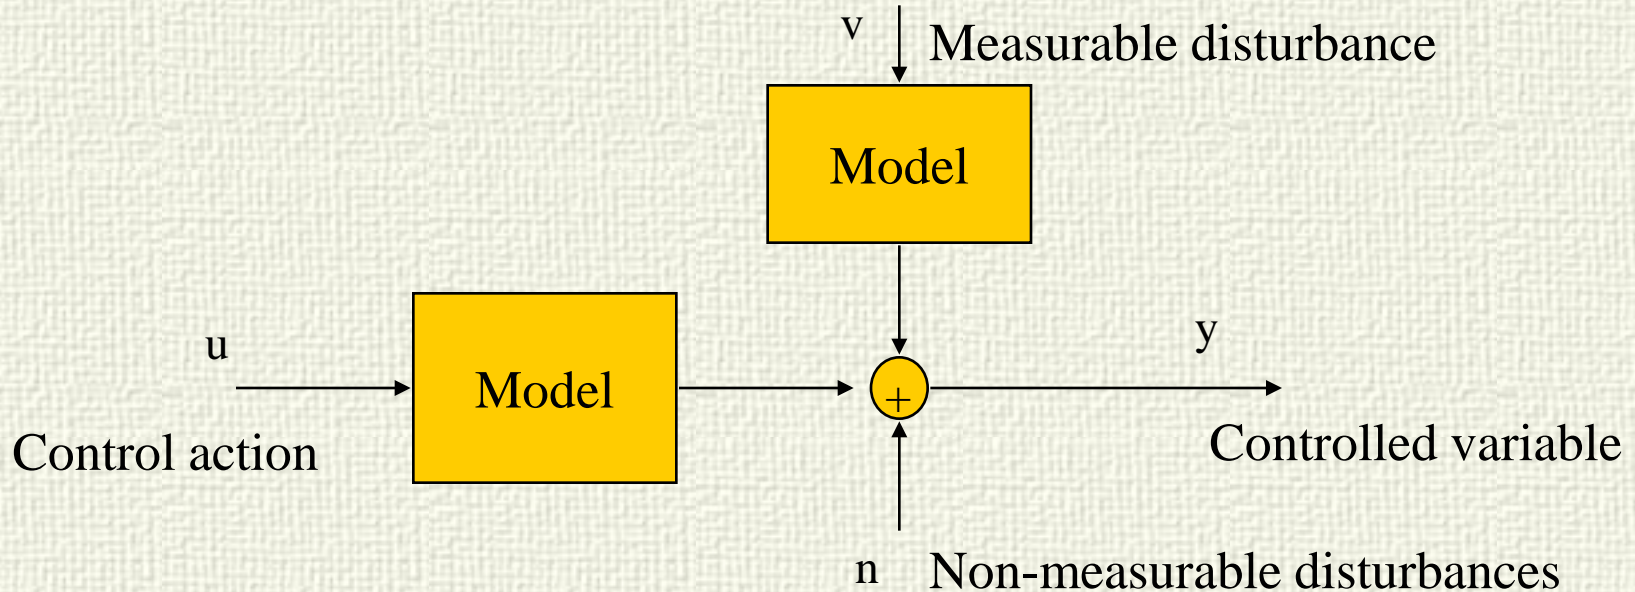 v
Measurable disturbance
Model
u
Model
+
y
Control action
Controlled variable
n
Non-measurable disturbances